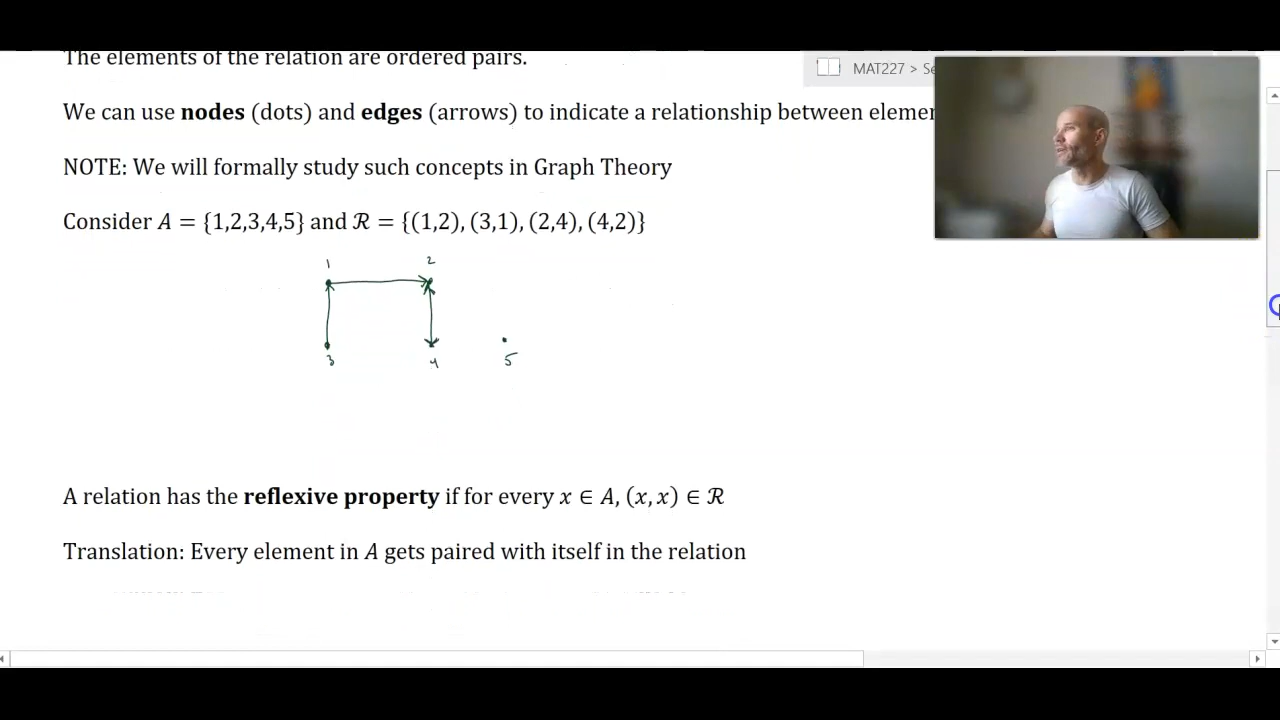 The elements of the relation are ordered pairs.
MAT227 > Se
We can use nodes (dots) and edges (arrows) to indicate a relationship between elemen
NOTE: We will formally study such concepts in Graph Theory
Consider A = {1,2,3,4,5} and ℛ = {(1,2), (3,1), (2,4), (4,2)}
1 2
3 4 5
A relation has the reflexive property if for every x ∈ A, (x, x) ∈ ℛ
Translation: Every element in A gets paired with itself in the relation